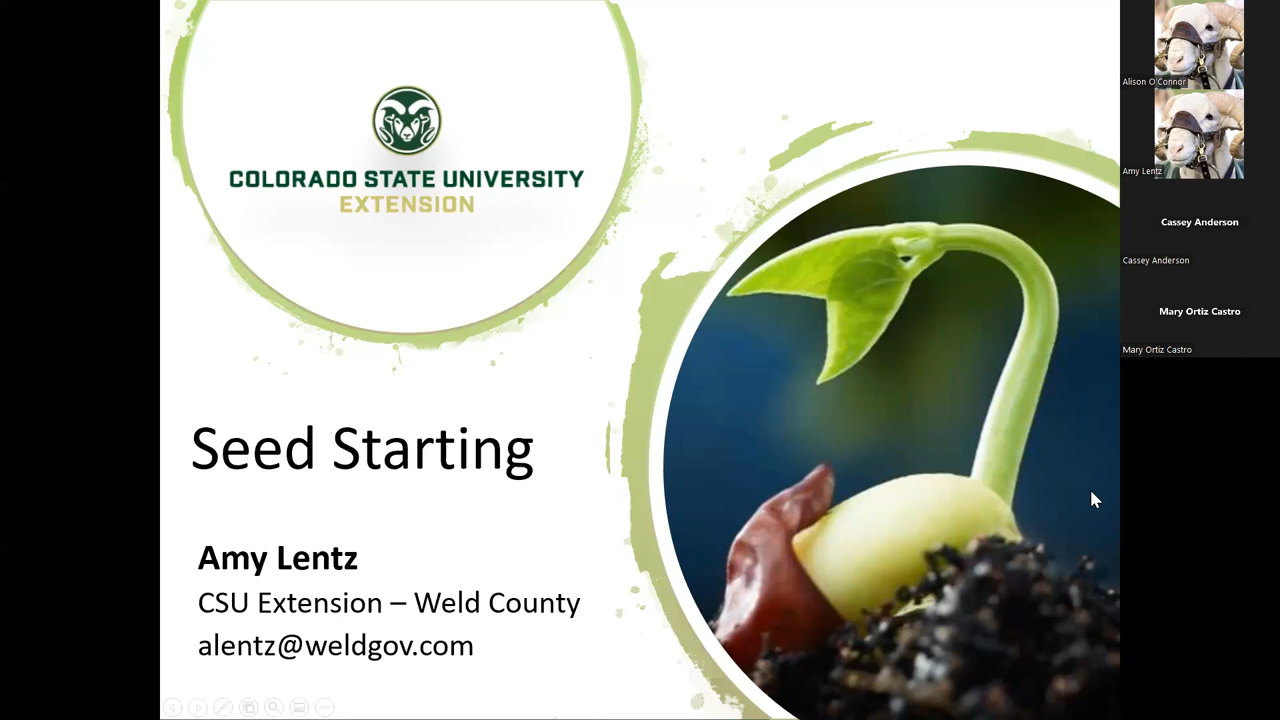 COLORADO STATE UNIVERSITY
EXTENSION
Seed Starting
Amy Lentz
CSU Extension – Weld County
alentz@weldgov.com
Alison O'Connor
Amy Lentz
Cassey Anderson
Cassey Anderson
Mary Ortiz Castro
Mary Ortiz Castro